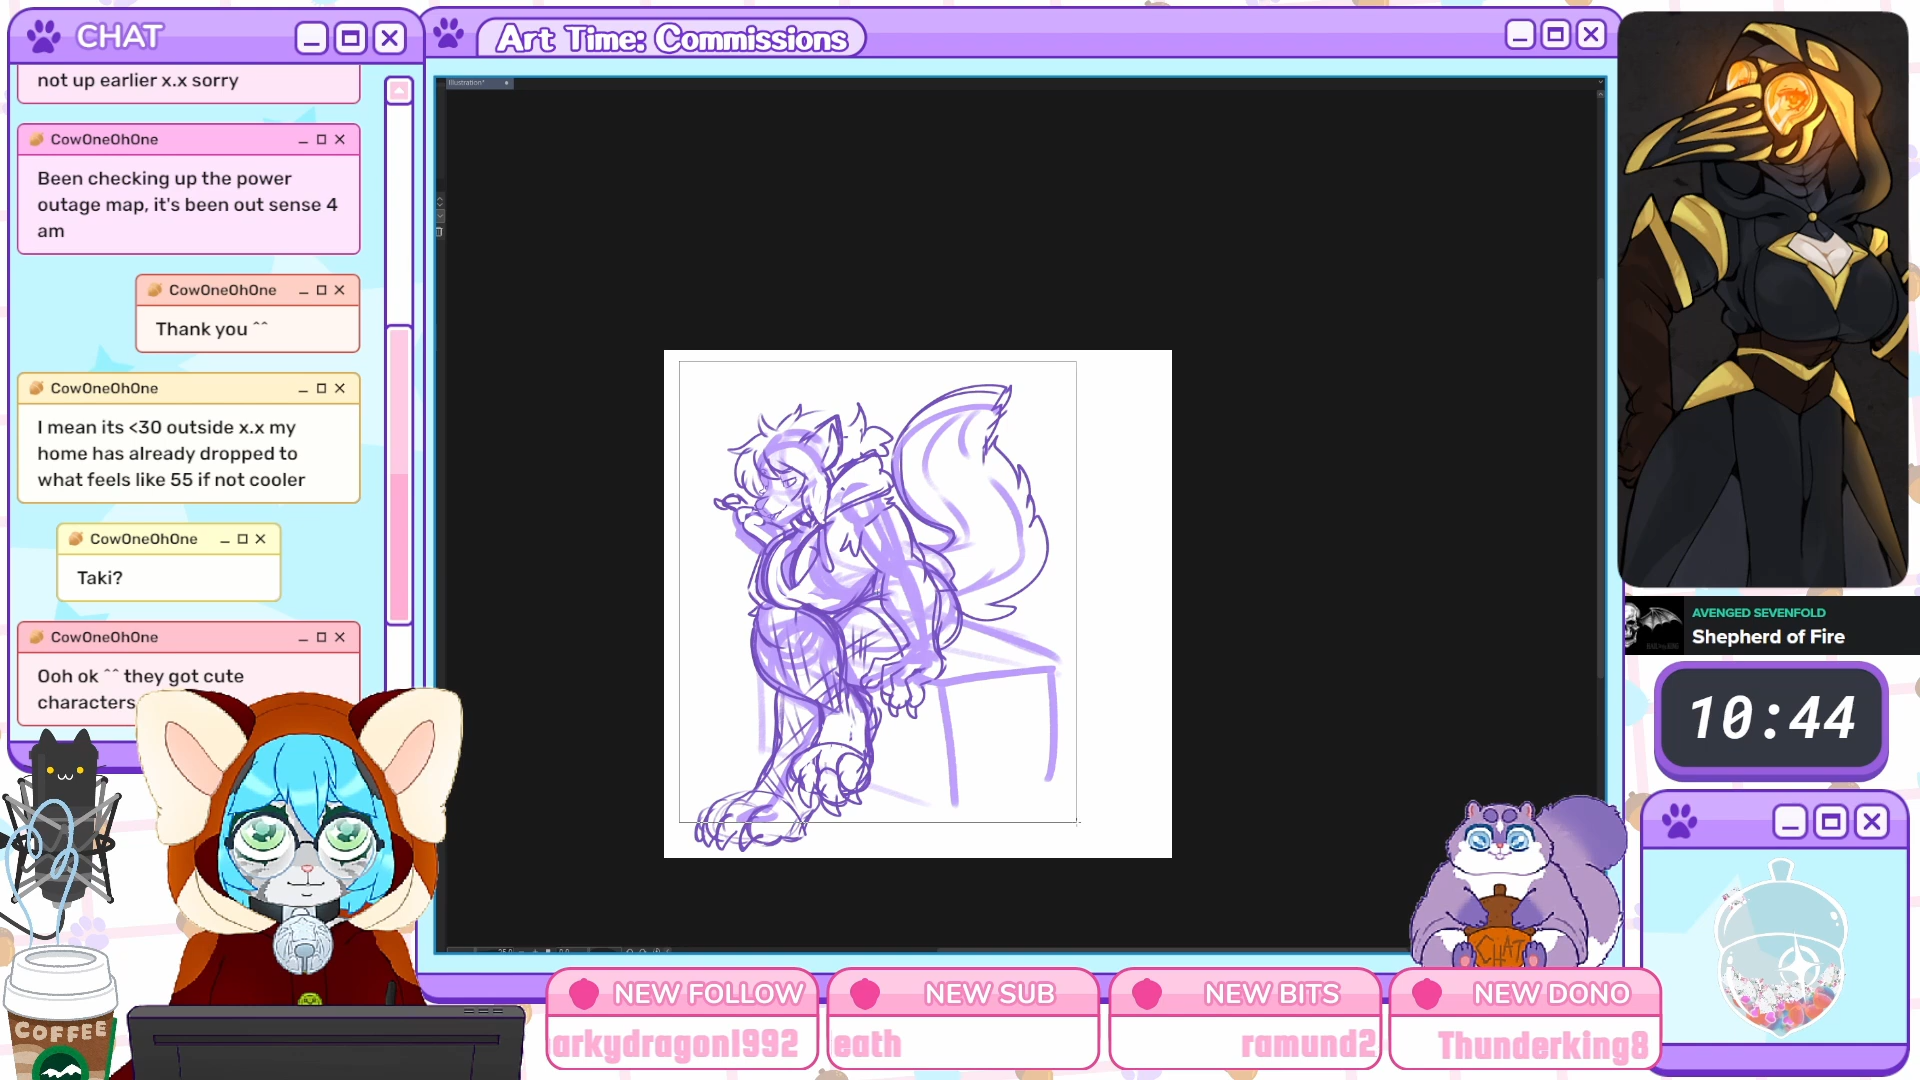 CHAT
Art Time: Commissions
Illustration*
not up earlier x.x sorry
CowOneOhOne
Been checking up the power
outage map, it's been out sense 4
am
CowOneOhOne
Thank you ^^
CowOneOhOne
I mean its <30 outside x.x my
home has already dropped to
what feels like 55 if not cooler
CowOneOhOne
Taki?
CowOneOhOne
Ooh ok ^^ they got cute
characters
AVENGED SEVENFOLD
Shepherd of Fire
10:44
CHAT
COFFEE
NEW FOLLOW
arkydragon1992
NEW SUB
eath
NEW BITS
ramund2
NEW DONO
Thunderking8